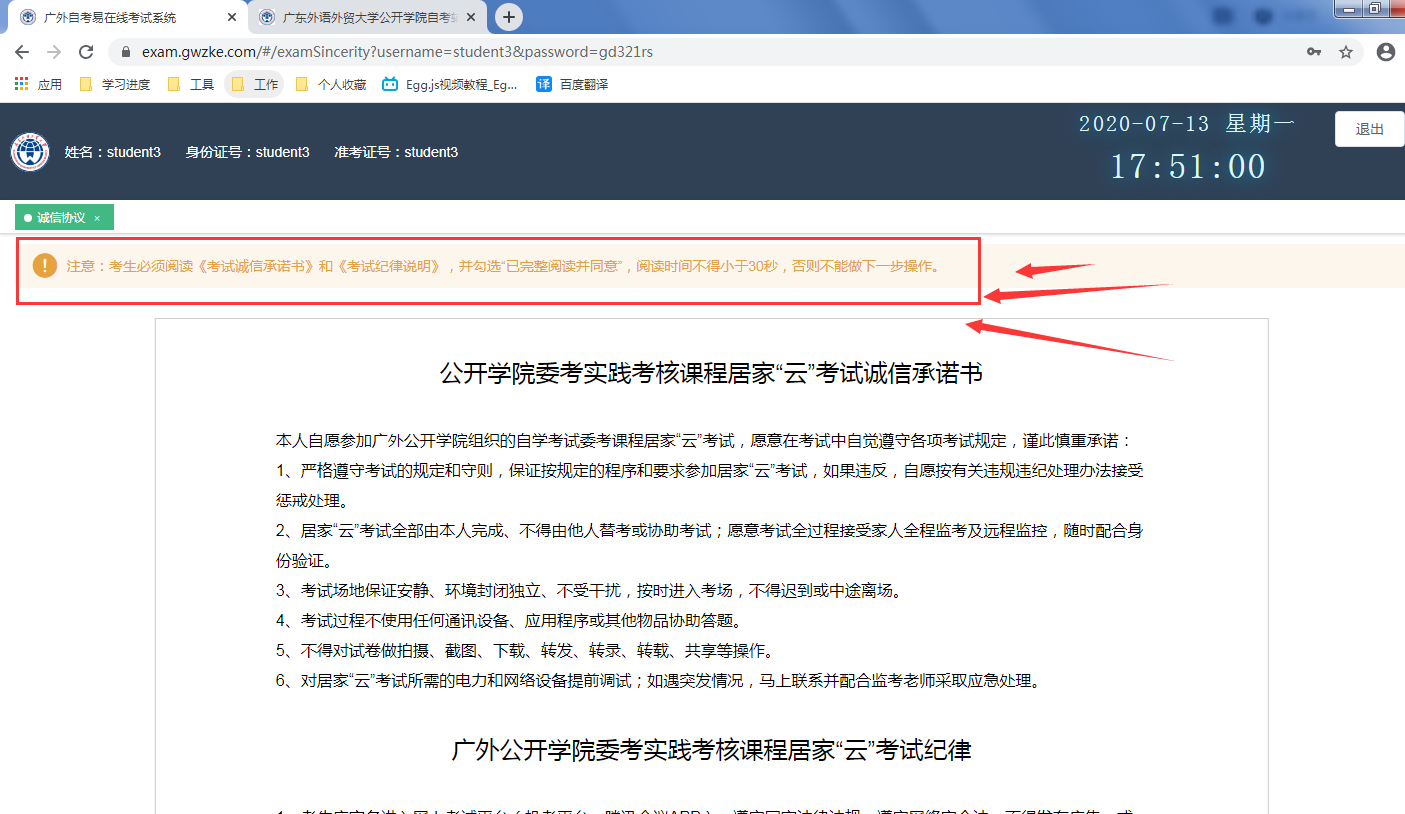 广外自考易在线考试系统
广东外语外贸大学公开学院自考
exam.gwzke.com/#/examSincerity?username=student3&password=gd321rs
应用 学习进度 工具 工作 个人收藏 Egg.js视频教程_Eg... 译 百度翻译
姓名：student3 身份证号：student3 准考证号：student3
2020-07-13 星期一
17:51:00
退出
诚信协议
注意：考生必须阅读《考试诚信承诺书》和《考试纪律说明》，并勾选“已完整阅读并同意”，阅读时间不得小于30秒，否则不能做下一步操作。
公开学院委考实践考核课程居家“云”考试诚信承诺书
本人自愿参加广外公开学院组织的自学考试委考课程居家“云”考试，愿意在考试中自觉遵守各项考试规定，谨此慎重承诺：
1、严格遵守考试的规定和守则，保证按规定的程序和要求参加居家“云”考试，如果违反，自愿按有关违规违纪处理办法接受
惩戒处理。
2、居家“云”考试全部由本人完成、不得由他人替考或协助考试；愿意考试全过程接受家人全程监考及远程监控，随时配合身
份验证。
3、考试场地保证安静、环境封闭独立、不受干扰，按时进入考场，不得迟到或中途离场。
4、考试过程不使用任何通讯设备、应用程序或其他物品协助答题。
5、不得对试卷做拍摄、截图、下载、转发、转录、转载、共享等操作。
6、对居家“云”考试所需的电力和网络设备提前调试；如遇突发情况，马上联系并配合监考老师采取应急处理。
广外公开学院委考实践考核课程居家“云”考试纪律